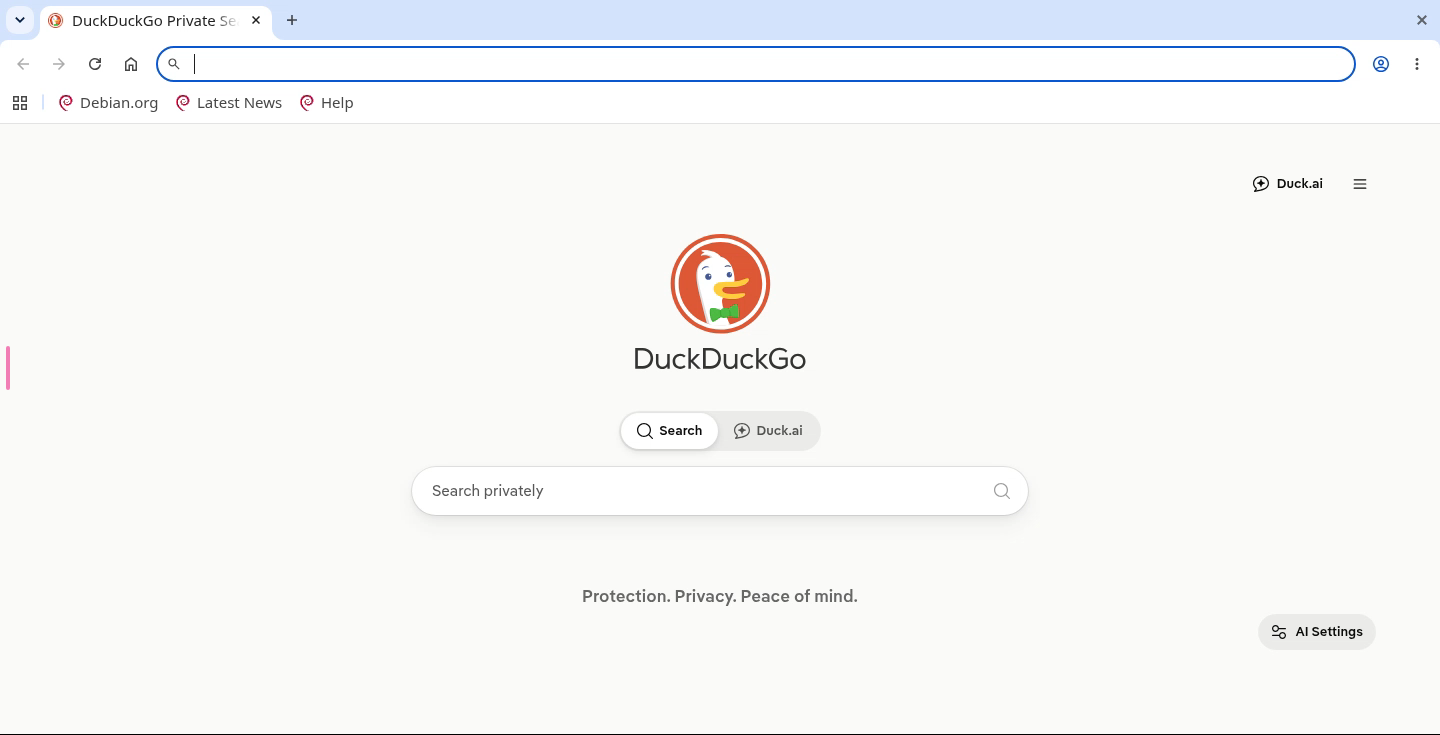 DuckDuckGo Private Se
Debian.org
Latest News
Help
Duck.ai
DuckDuckGo
Search
Duck.ai
Search privately
Protection. Privacy. Peace of mind.
AI Settings